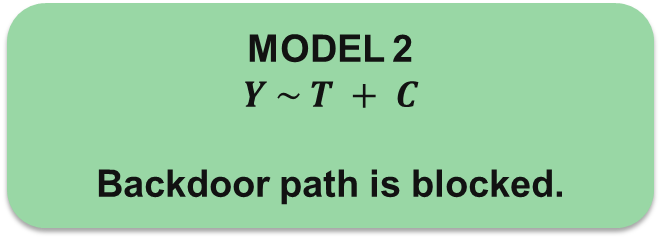 MODEL 2
Y ~ T + C
Backdoor path is blocked.